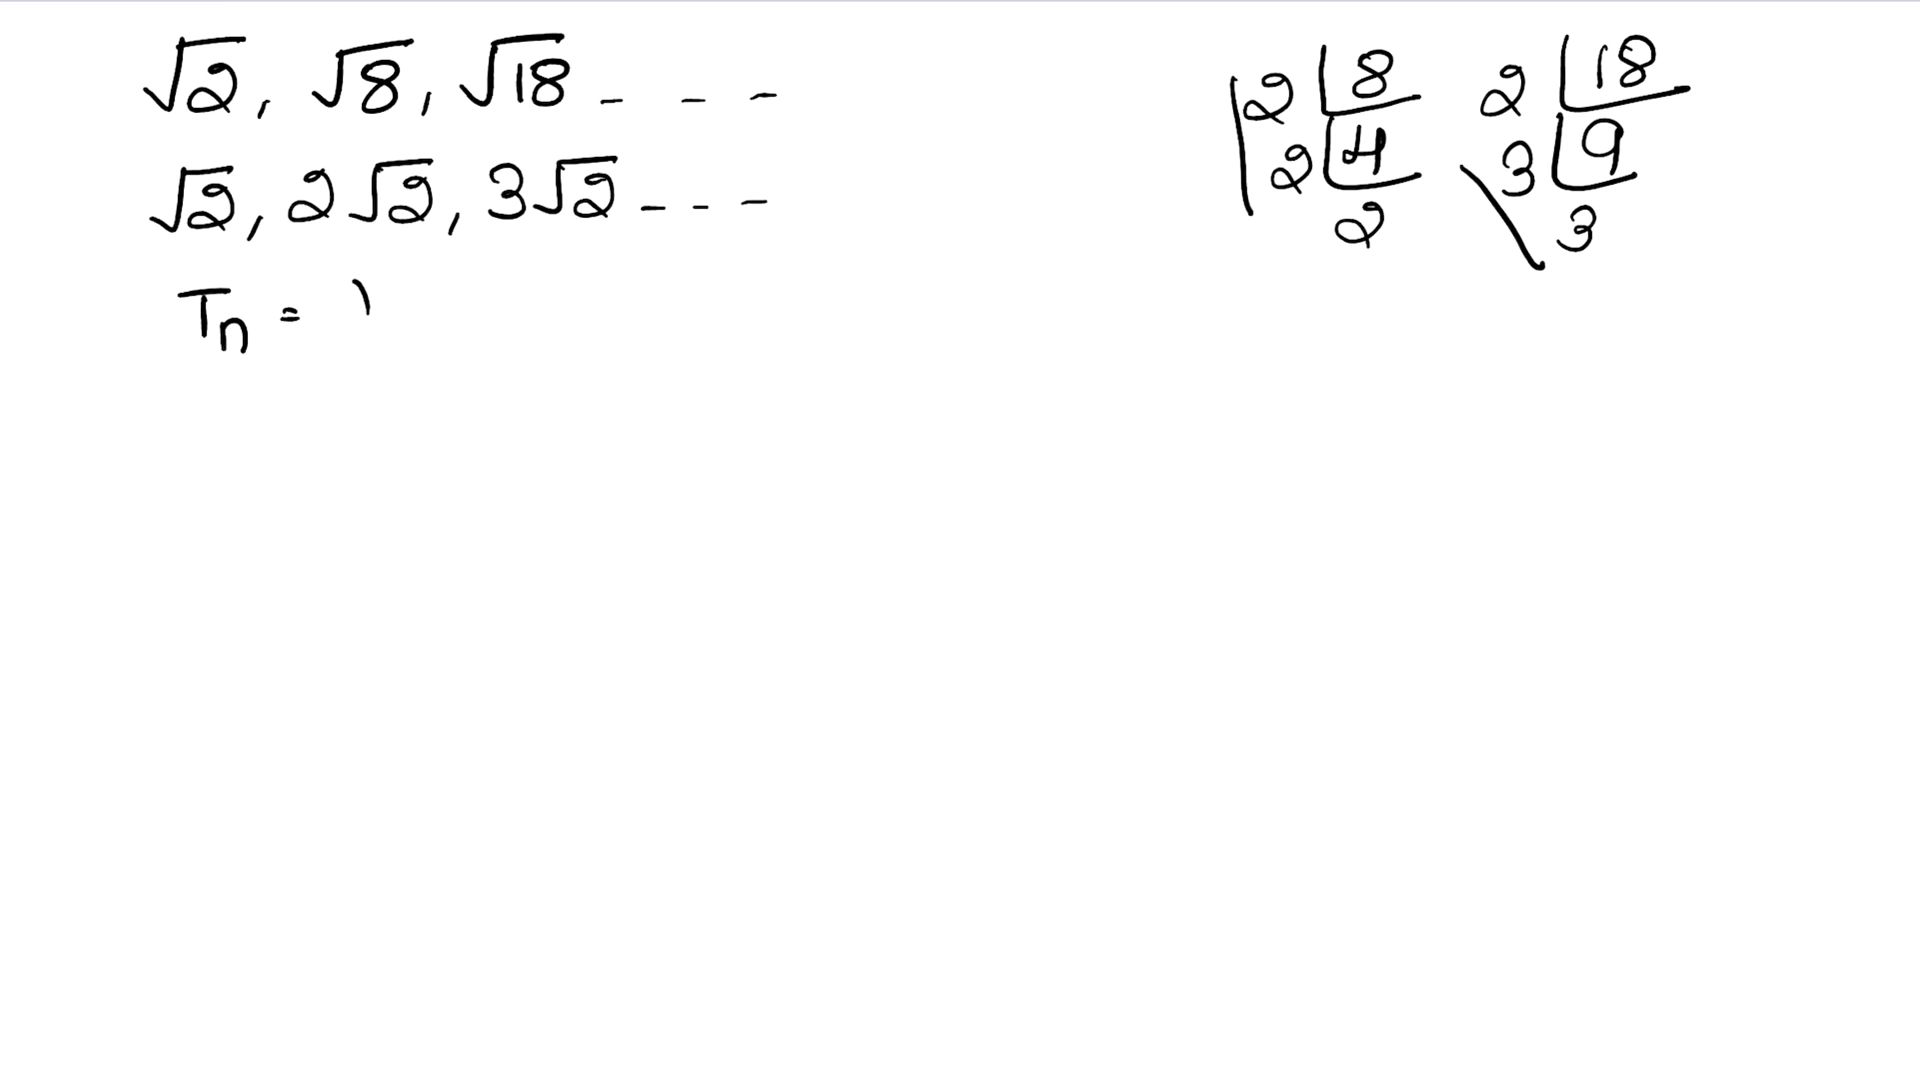 √2, √8, √18 - - -
√2, 2√2, 3√2 - - -
Tn =
2 | 8
2 | 4
2
2 | 18
3 | 9
3